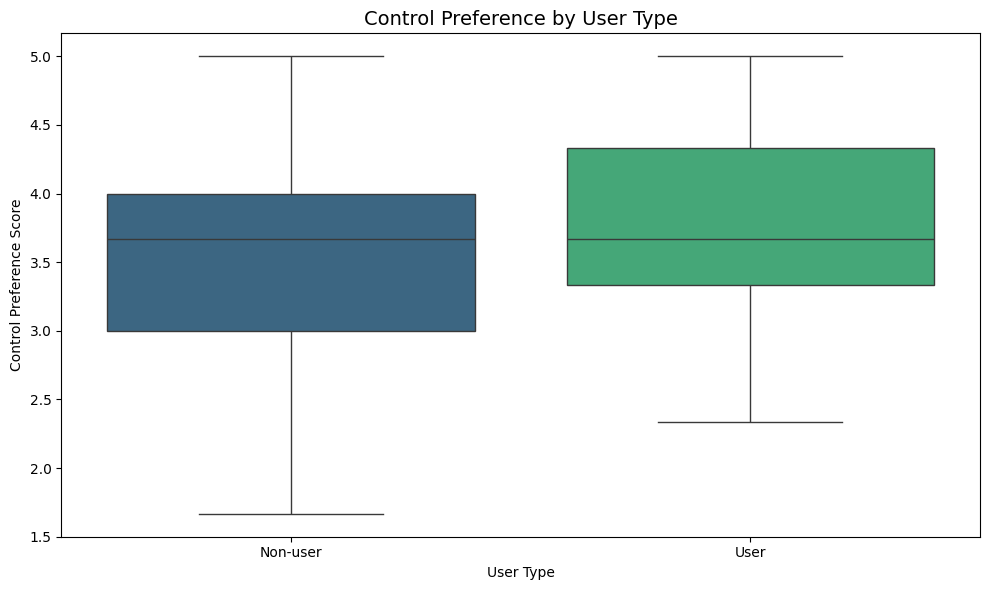 Control Preference by User Type
Control Preference Score
5.0
4.5
4.0
3.5
3.0
2.5
2.0
1.5
Non-user
User
User Type